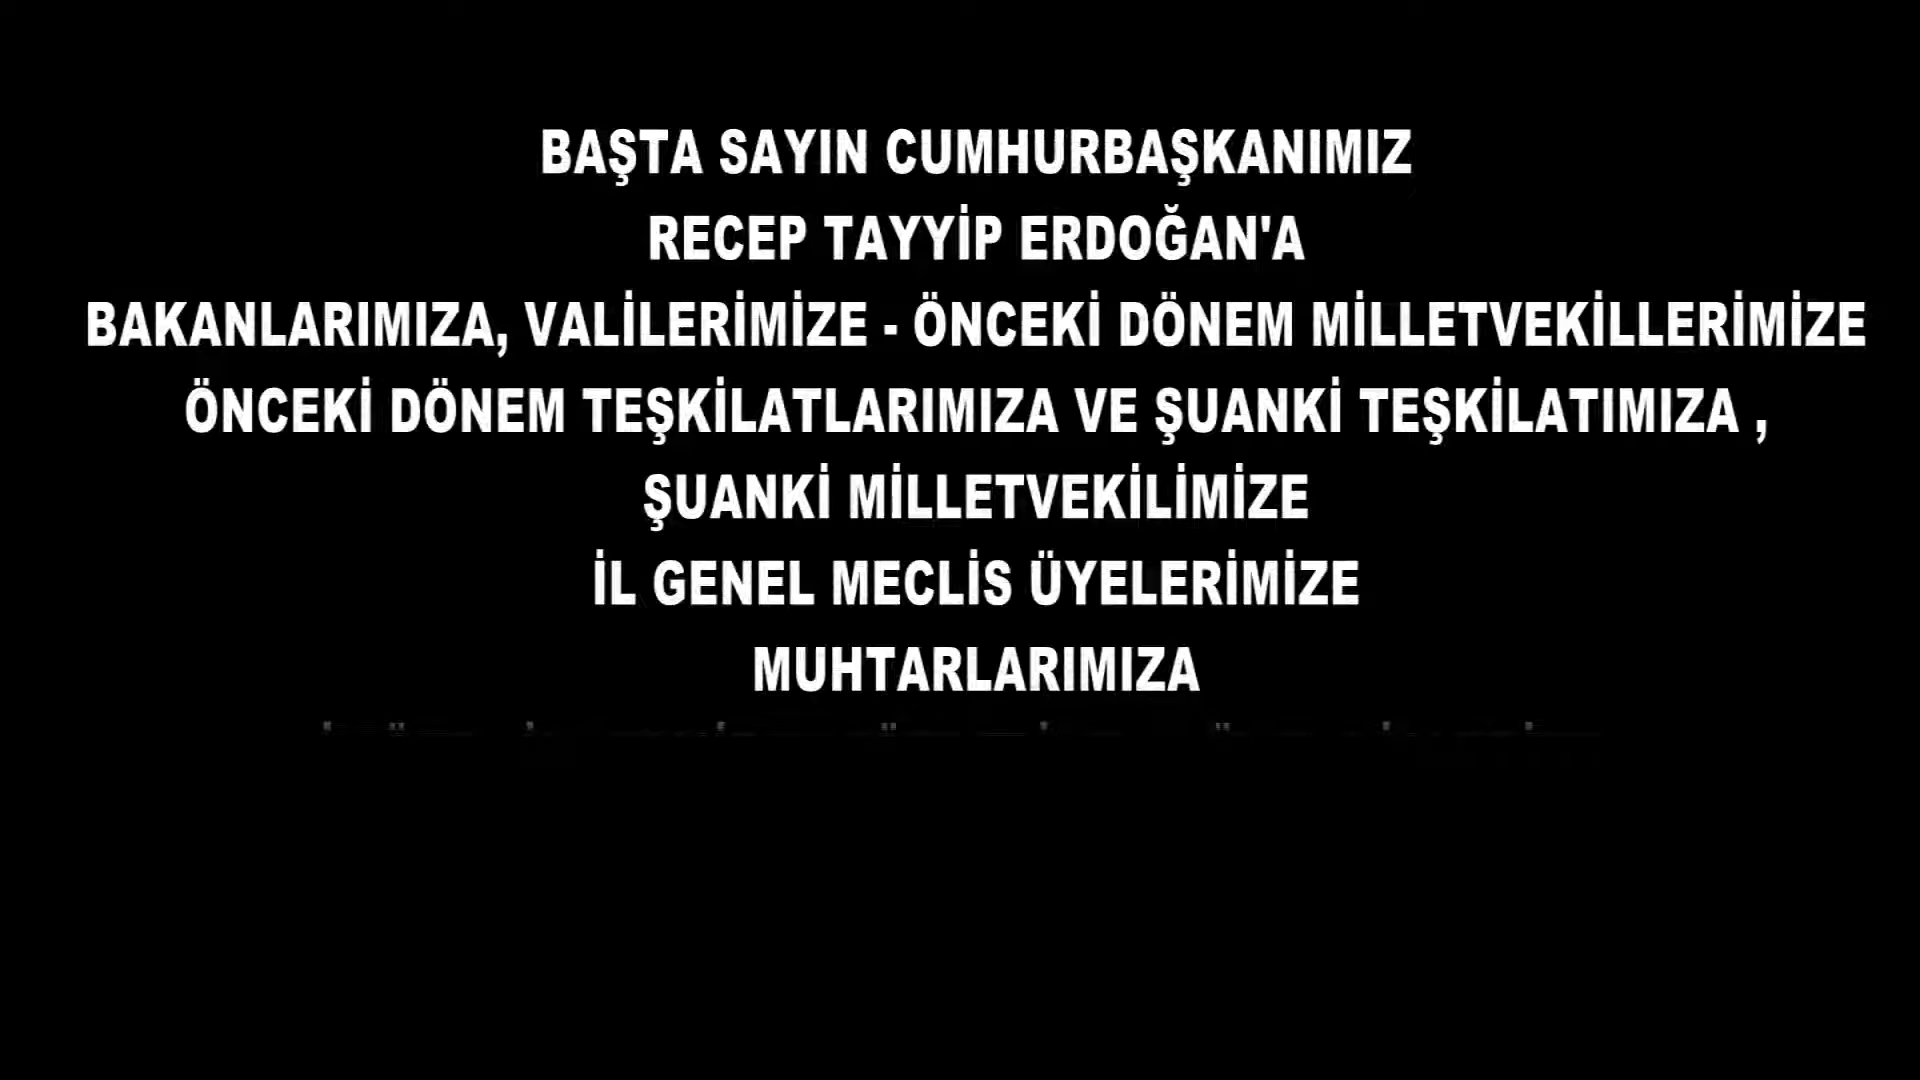 BAŞTA SAYIN CUMHURBAŞKANIMIZ
RECEP TAYYİP ERDOĞAN'A
BAKANLARIMIZA, VALİLERİMİZE - ÖNCEKİ DÖNEM MİLLETVEKİLLERİMİZE
ÖNCEKİ DÖNEM TEŞKİLATLARIMIZA VE ŞUANKİ TEŞKİLATIMIZA ,
ŞUANKİ MİLLETVEKİLİMİZE
İL GENEL MECLİS ÜYELERİMİZE
MUHTARLARIMIZA